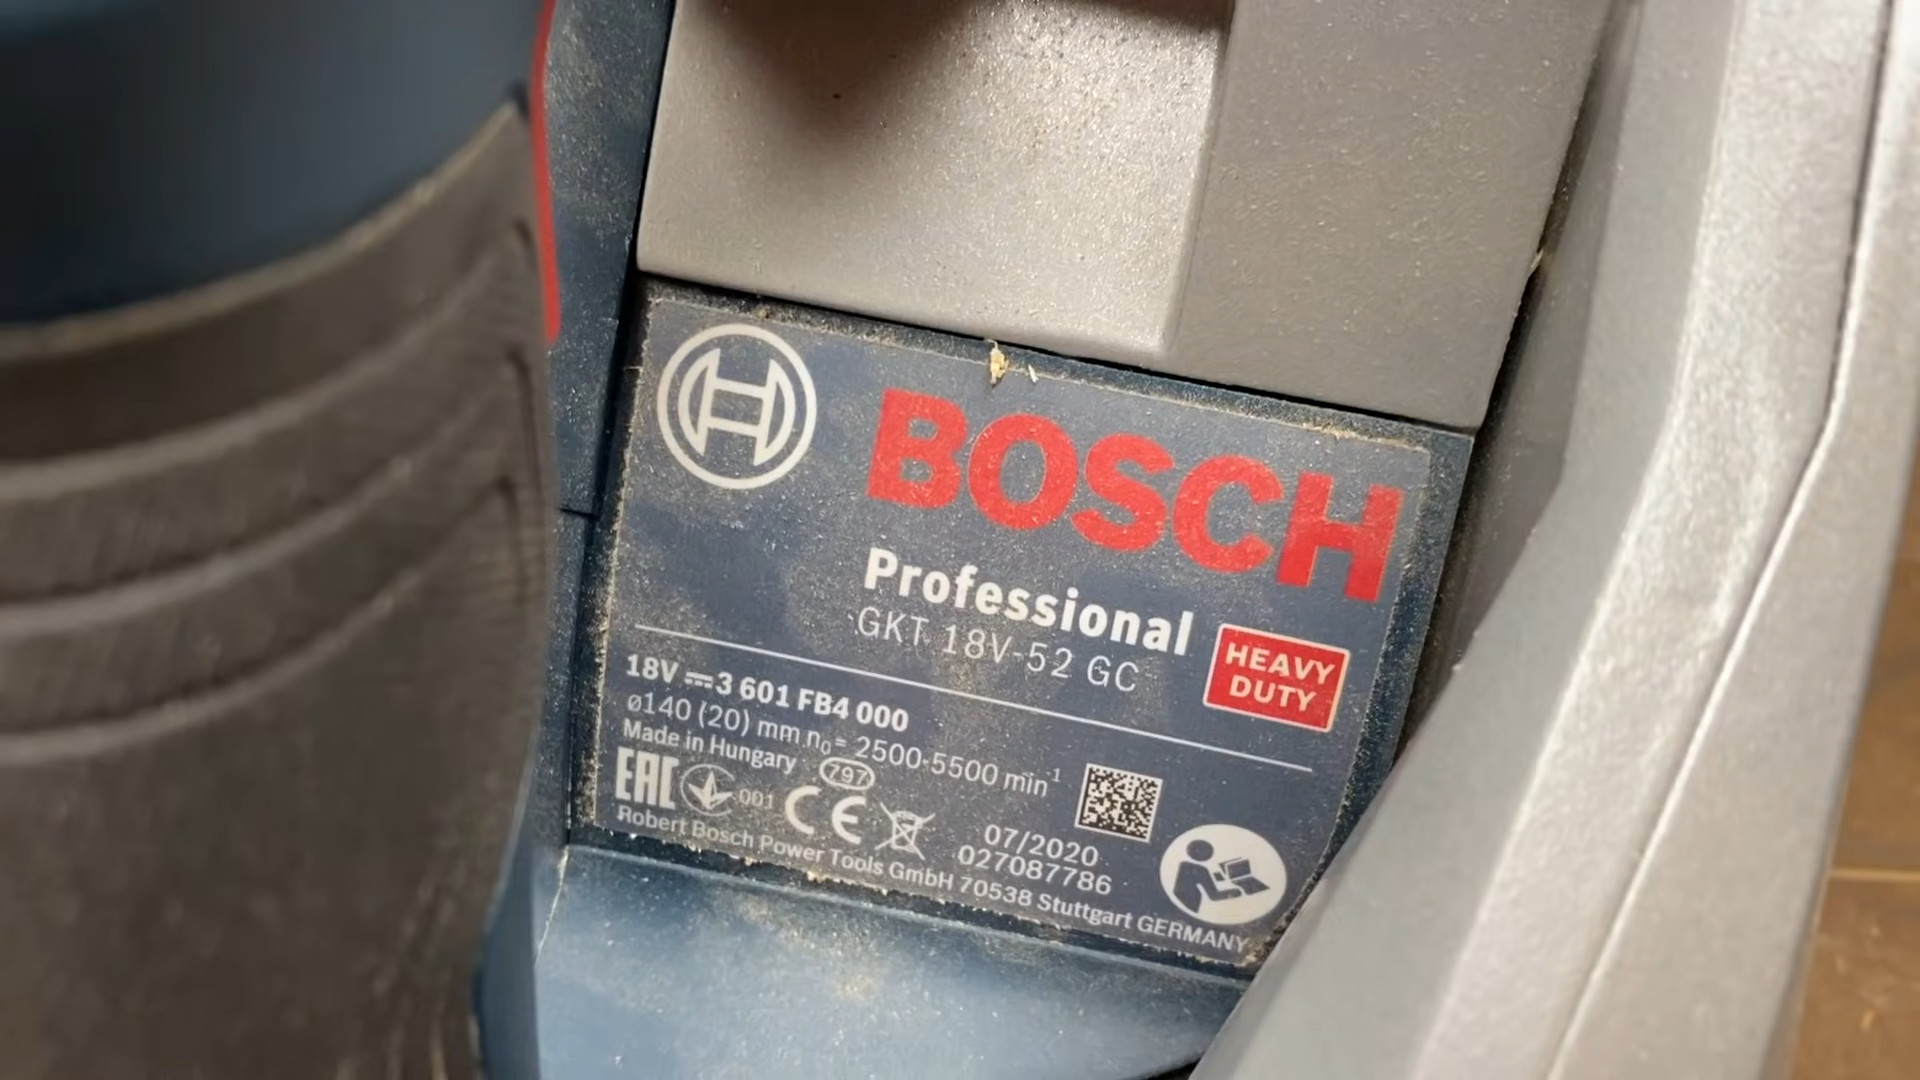 BOSCH
Professional
GKT 18V-52 GC
HEAVY
DUTY
18V ⎓ 3 601 FB4 000
ø140 (20) mm n₀= 2500-5500 min⁻¹
Made in Hungary 797
EAC 001 CE
07/2020
027087786
Robert Bosch Power Tools GmbH 70538 Stuttgart GERMANY